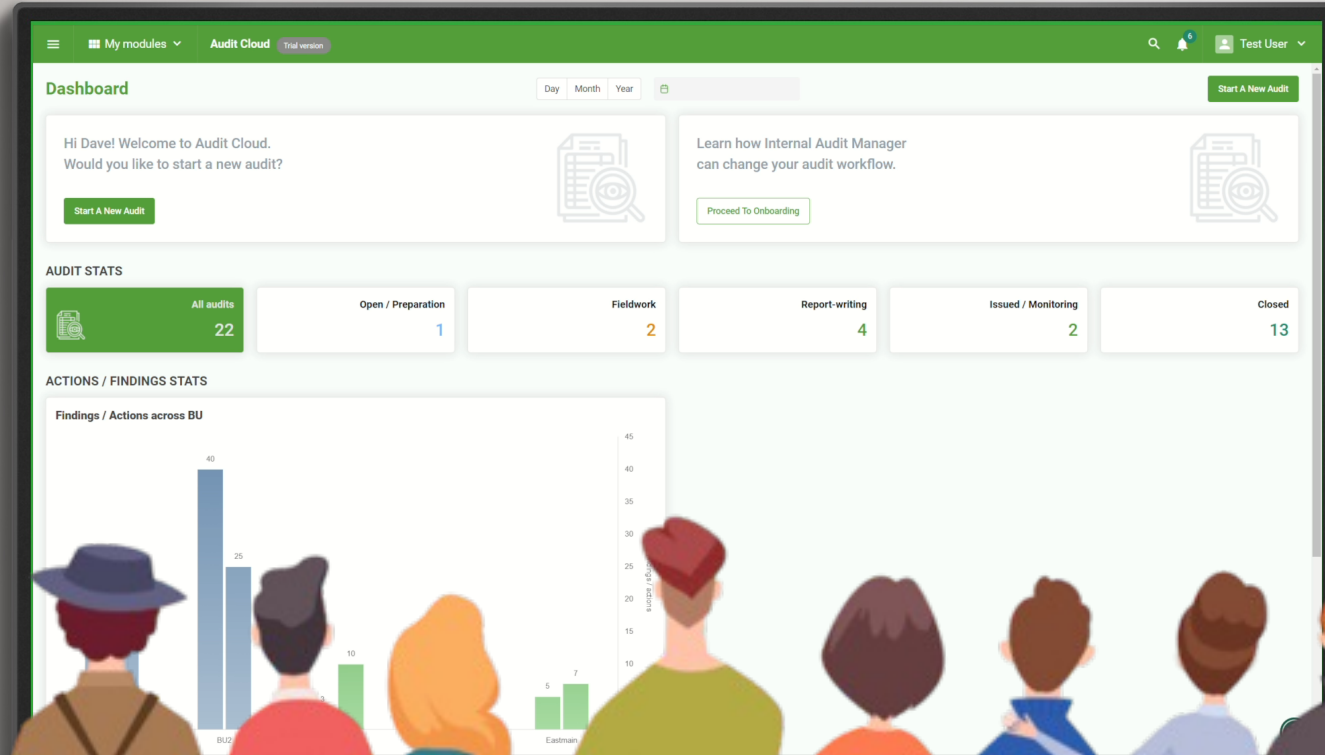 My modules
Audit Cloud
Trial version
6
Test User
Dashboard
Day
Month
Year
Start A New Audit
Hi Dave! Welcome to Audit Cloud.
Would you like to start a new audit?
Start A New Audit
Learn how Internal Audit Manager
can change your audit workflow.
Proceed To Onboarding
AUDIT STATS
All audits
22
Open / Preparation
1
Fieldwork
2
Report-writing
4
Issued / Monitoring
2
Closed
13
ACTIONS / FINDINGS STATS
Findings / Actions across BU
45
40
40
35
30
25
25
20
15
10
10
7
5
/ actions
BU2
Eastmain